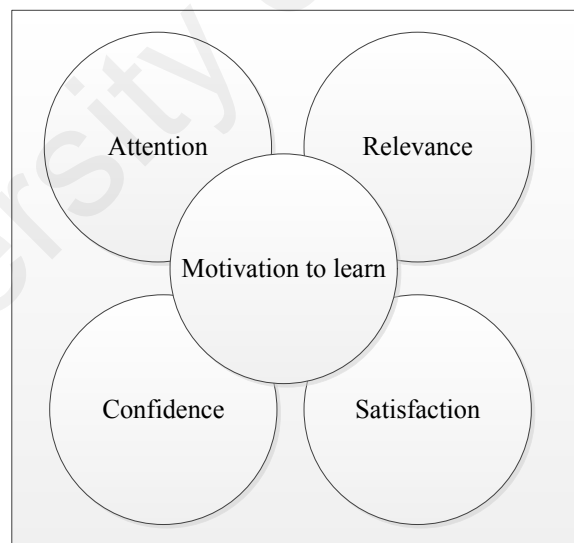 Attention
Relevance
Motivation to learn
Confidence
Satisfaction